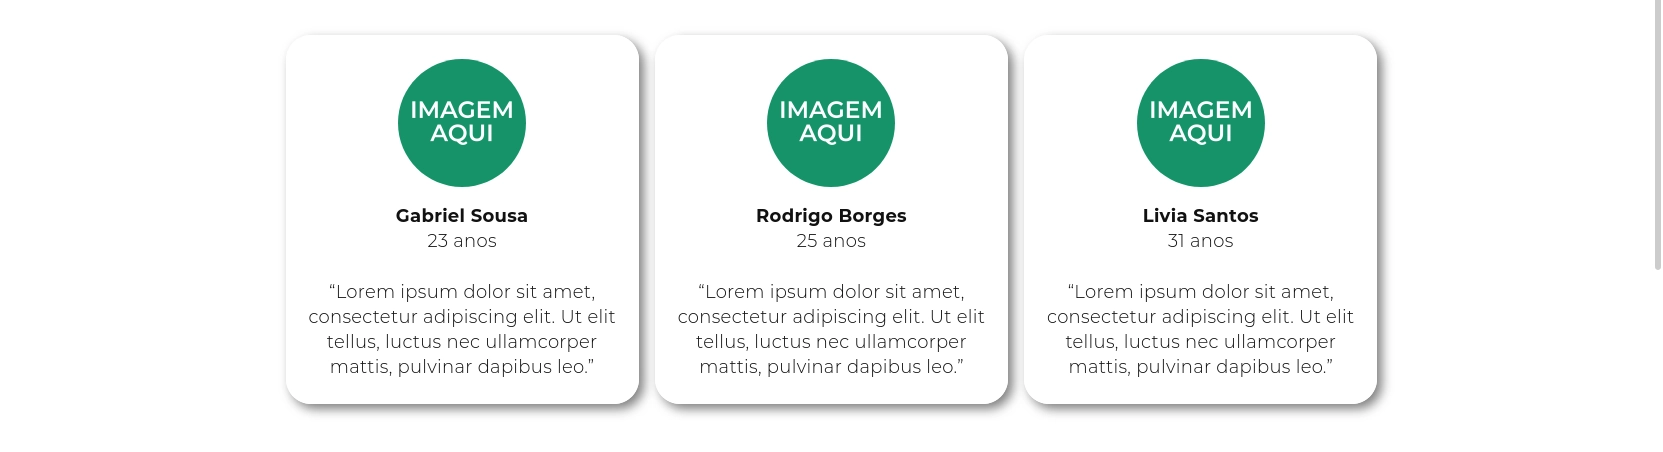 IMAGEM
AQUI
Gabriel Sousa
23 anos
“Lorem ipsum dolor sit amet,
consectetur adipiscing elit. Ut elit
tellus, luctus nec ullamcorper
mattis, pulvinar dapibus leo.”
IMAGEM
AQUI
Rodrigo Borges
25 anos
“Lorem ipsum dolor sit amet,
consectetur adipiscing elit. Ut elit
tellus, luctus nec ullamcorper
mattis, pulvinar dapibus leo.”
IMAGEM
AQUI
Livia Santos
31 anos
“Lorem ipsum dolor sit amet,
consectetur adipiscing elit. Ut elit
tellus, luctus nec ullamcorper
mattis, pulvinar dapibus leo.”